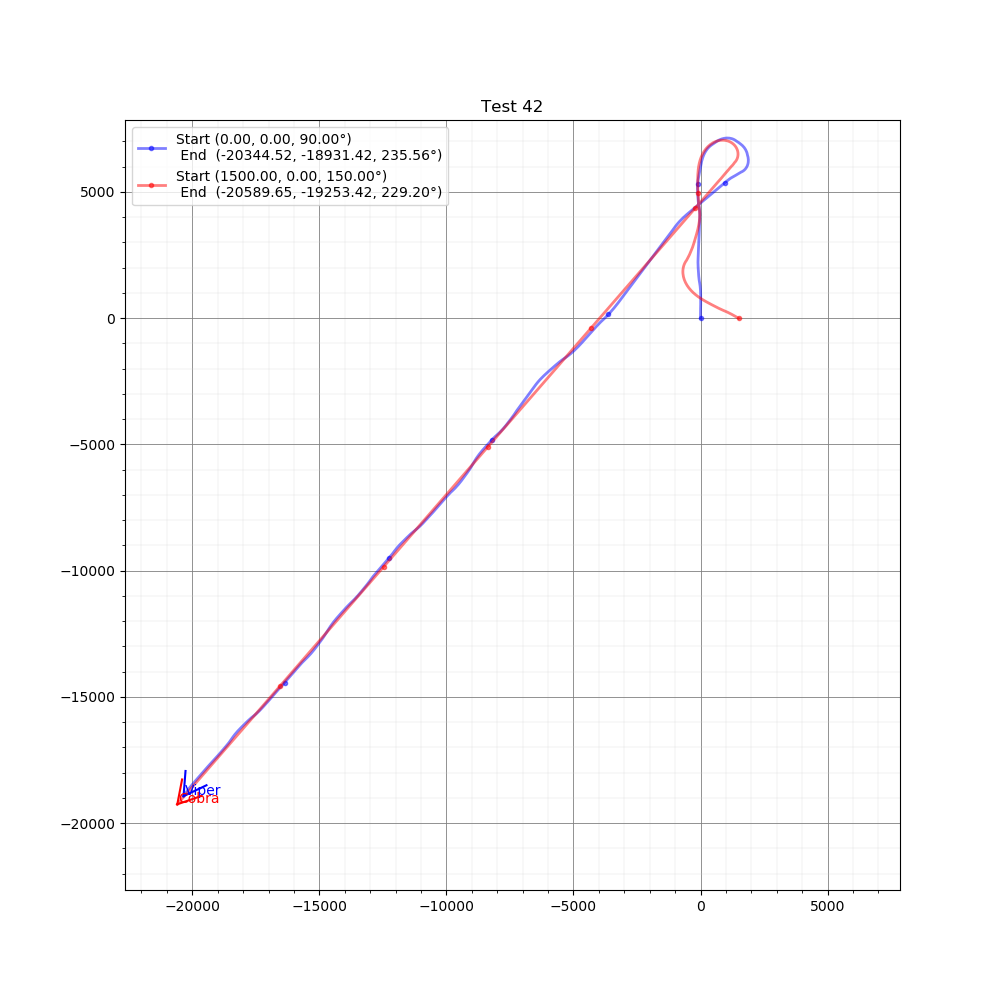 Test 42
Start (0.00, 0.00, 90.00°)
End (-20344.52, -18931.42, 235.56°)
Start (1500.00, 0.00, 150.00°)
End (-20589.65, -19253.42, 229.20°)
5000
0
−5000
−10000
−15000
−20000
Viper
Cobra
−20000 −15000 −10000 −5000 0 5000